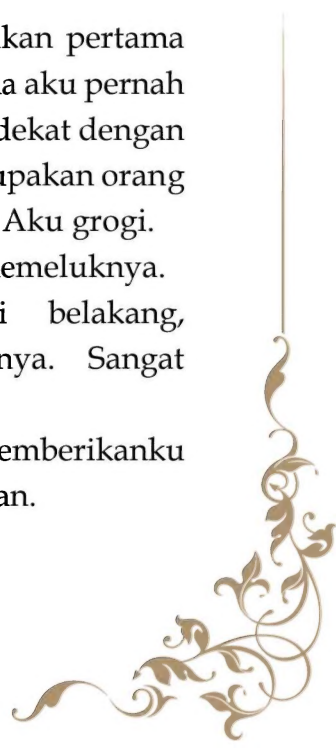 kan pertama
a aku pernah
dekat dengan
upakan orang
Aku grogi.
emeluknya.
i belakang,
nya. Sangat
emberikanku
an.